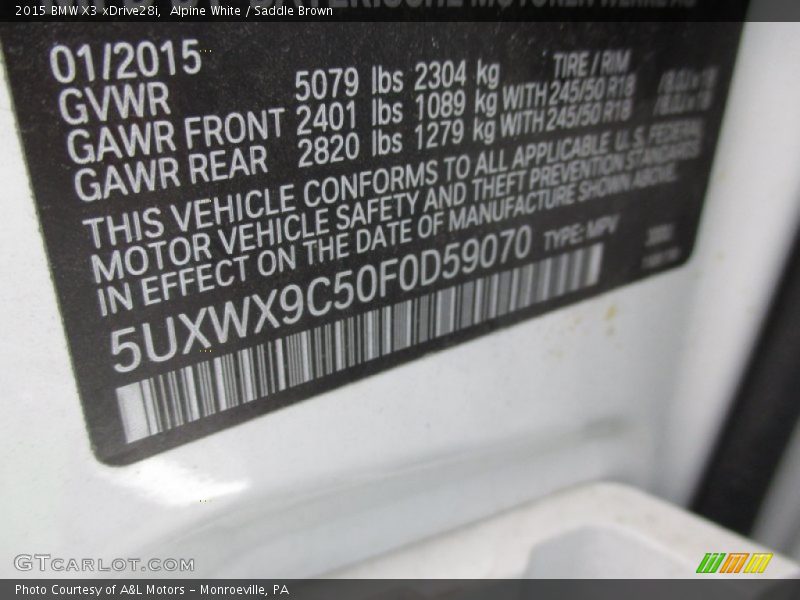 2015 BMW X3 xDrive28i, Alpine White / Saddle Brown
01/2015
GVWR 5079 lbs 2304 kg TIRE / RIM
GAWR FRONT 2401 lbs 1089 kg WITH 245/50 R18
GAWR REAR 2820 lbs 1279 kg WITH 245/50 R18
THIS VEHICLE CONFORMS TO ALL APPLICABLE U.S. FEDERAL
MOTOR VEHICLE SAFETY AND THEFT PREVENTION STANDARDS
IN EFFECT ON THE DATE OF MANUFACTURE SHOWN ABOVE.
5UXWX9C50F0D59070 TYPE: MPV
GTCARLOT.COM
Photo Courtesy of A&L Motors - Monroeville, PA